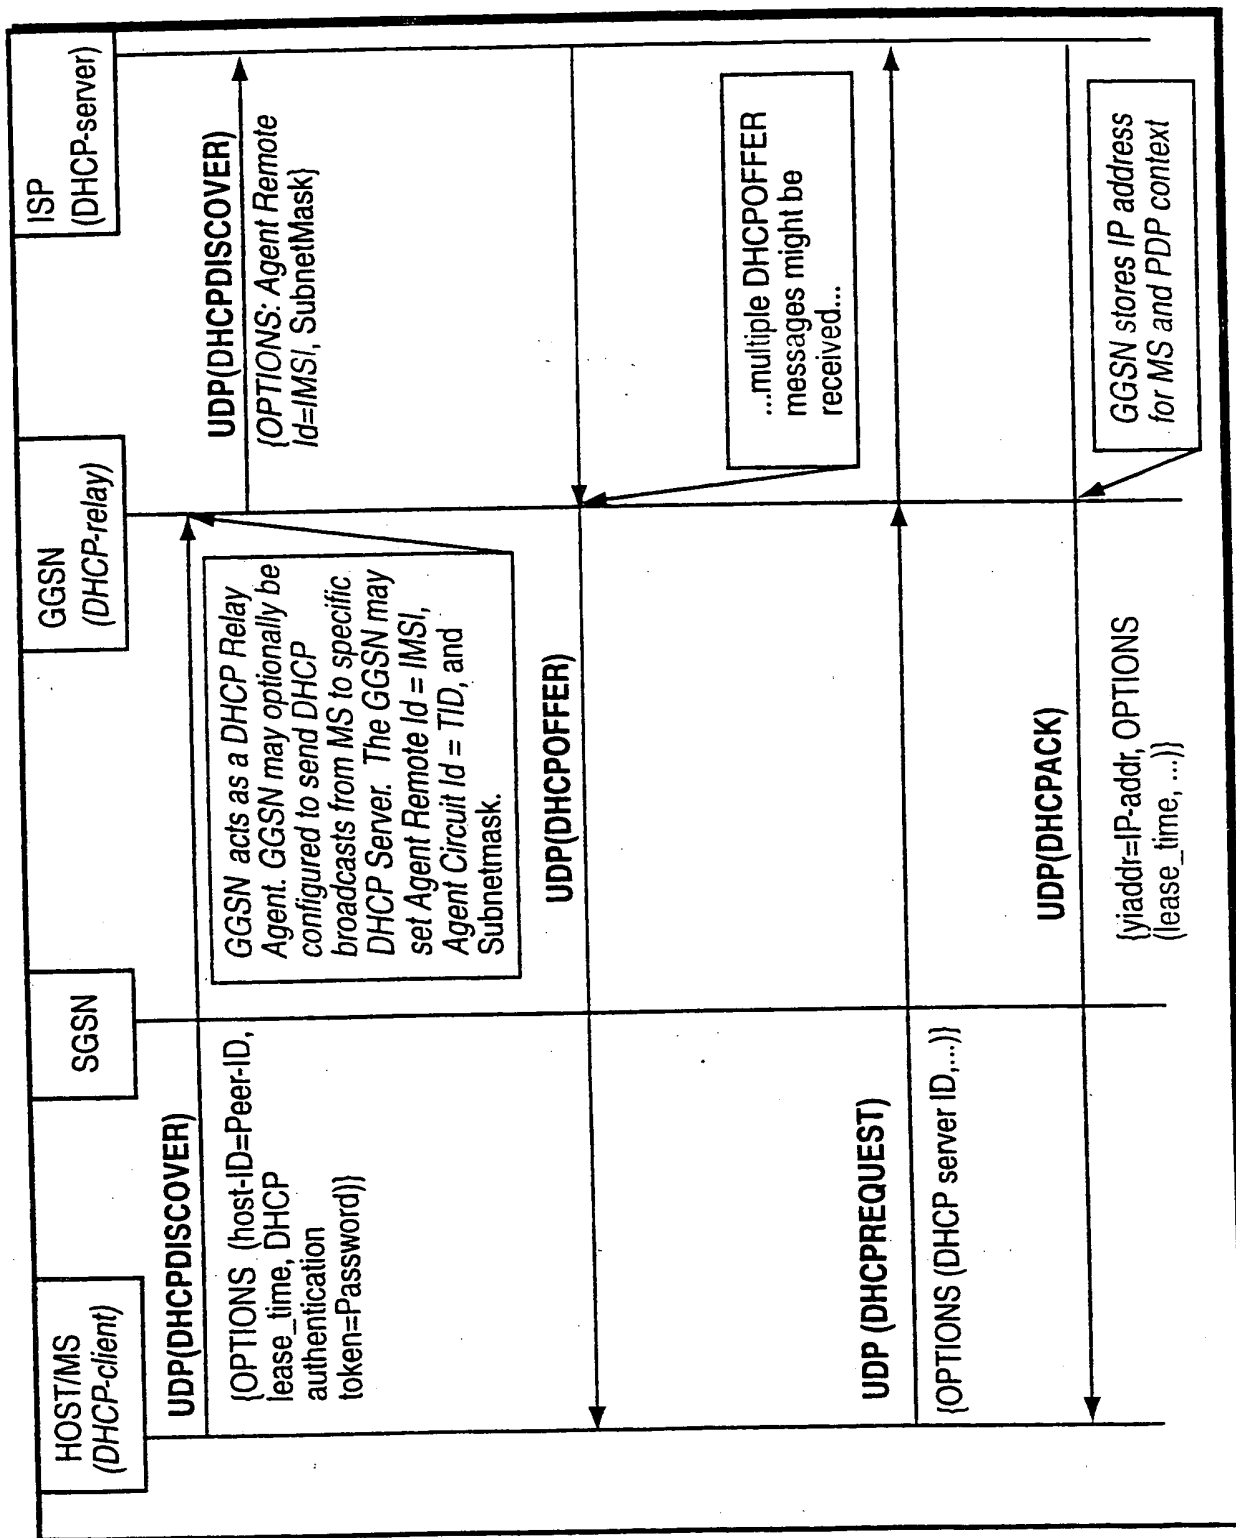 HOST/MS
(DHCP-client)
SGSN
GGSN
(DHCP-relay)
ISP
(DHCP-server)
UDP(DHCPDISCOVER)
{OPTIONS (host-ID=Peer-ID,
lease_time, DHCP
authentication
token=Password)}
GGSN acts as a DHCP Relay
Agent. GGSN may optionally be
configured to send DHCP
broadcasts from MS to specific
DHCP Server. The GGSN may
set Agent Remote Id = IMSI,
Agent Circuit Id = TID, and
Subnetmask.
UDP(DHCPDISCOVER)
{OPTIONS: Agent Remote
Id=IMSI, SubnetMask}
UDP(DHCPOFFER)
...multiple DHCPOFFER
messages might be
received...
UDP (DHCPREQUEST)
{OPTIONS (DHCP server ID,...)}
UDP(DHCPACK)
{yiaddr=IP-addr, OPTIONS
(lease_time, ...)}
GGSN stores IP address
for MS and PDP context